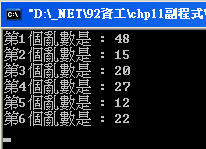 "D:\_NET\92資工\chp11副程式\
第1個亂數是 : 48
第2個亂數是 : 15
第3個亂數是 : 20
第4個亂數是 : 27
第5個亂數是 : 12
第6個亂數是 : 22